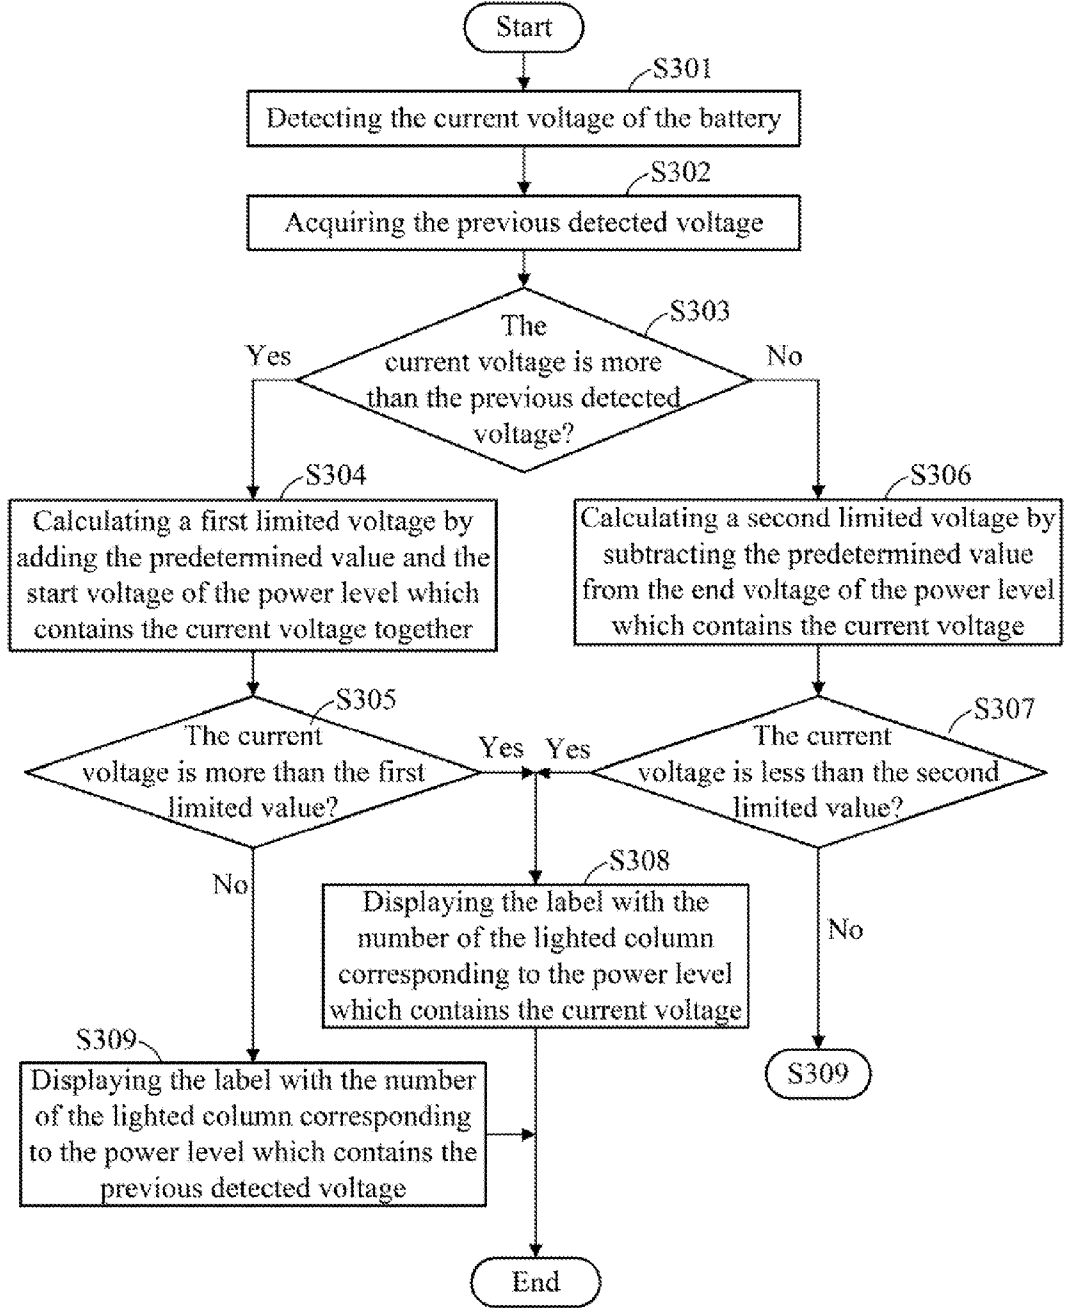 Start
S301
Detecting the current voltage of the battery
S302
Acquiring the previous detected voltage
S303
The
current voltage is more
than the previous detected
voltage?
Yes
No
S304
Calculating a first limited voltage by
adding the predetermined value and the
start voltage of the power level which
contains the current voltage together
S306
Calculating a second limited voltage by
subtracting the predetermined value
from the end voltage of the power level
which contains the current voltage
S305
The current
voltage is more than the first
limited value?
Yes
Yes
S307
The current
voltage is less than the second
limited value?
No
S308
Displaying the label with the
number of the lighted column
corresponding to the power level
which contains the current voltage
No
S309
Displaying the label with the number
of the lighted column corresponding
to the power level which contains the
previous detected voltage
S309
End